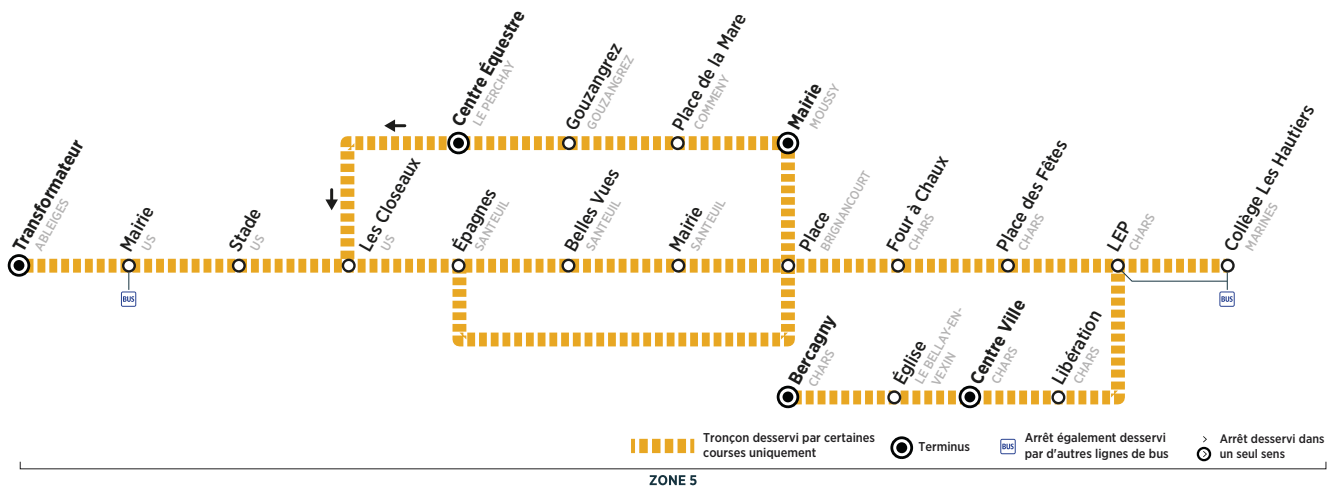 Centre Équestre
LE PERCHAY
Gouzangrez
GOUZANGREZ
Place de la Mare
COMMENY
Mairie
MOUSSY
Transformateur
ABLEIGES
Mairie
US
BUS
Stade
US
Les Closeaux
US
Épagnes
SANTEUIL
Belles Vues
SANTEUIL
Mairie
SANTEUIL
Place
BRIGNANCOURT
Four à Chaux
CHARS
Place des Fêtes
CHARS
LEP
CHARS
Collège Les Hautiers
MARINES
BUS
Bercagny
CHARS
Église
LE BELLAY-EN-
VEXIN
Centre Ville
CHARS
Libération
CHARS
Tronçon desservi par certaines
courses uniquement
Terminus
BUS
Arrêt également desservi
par d'autres lignes de bus
Arrêt desservi dans
un seul sens
ZONE 5